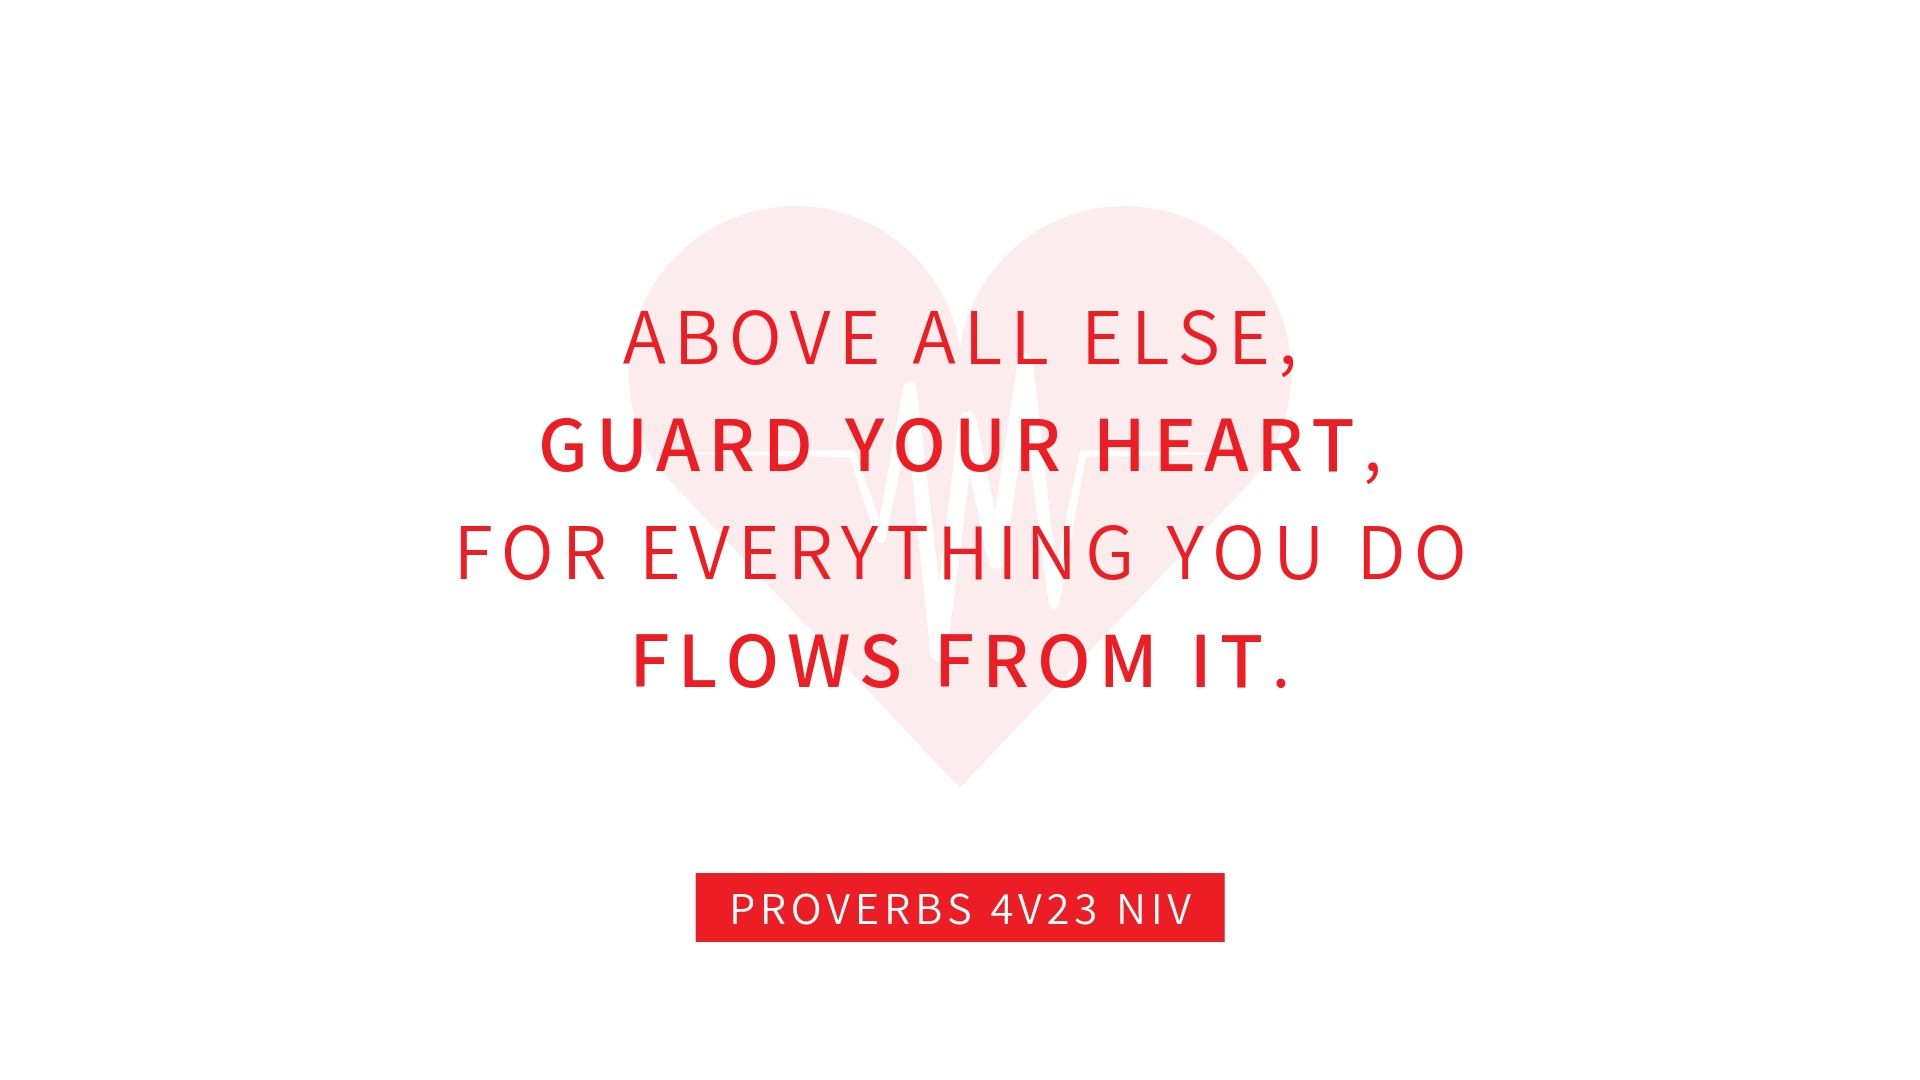 ABOVE ALL ELSE,
GUARD YOUR HEART,
FOR EVERYTHING YOU DO
FLOWS FROM IT.
PROVERBS 4V23 NIV